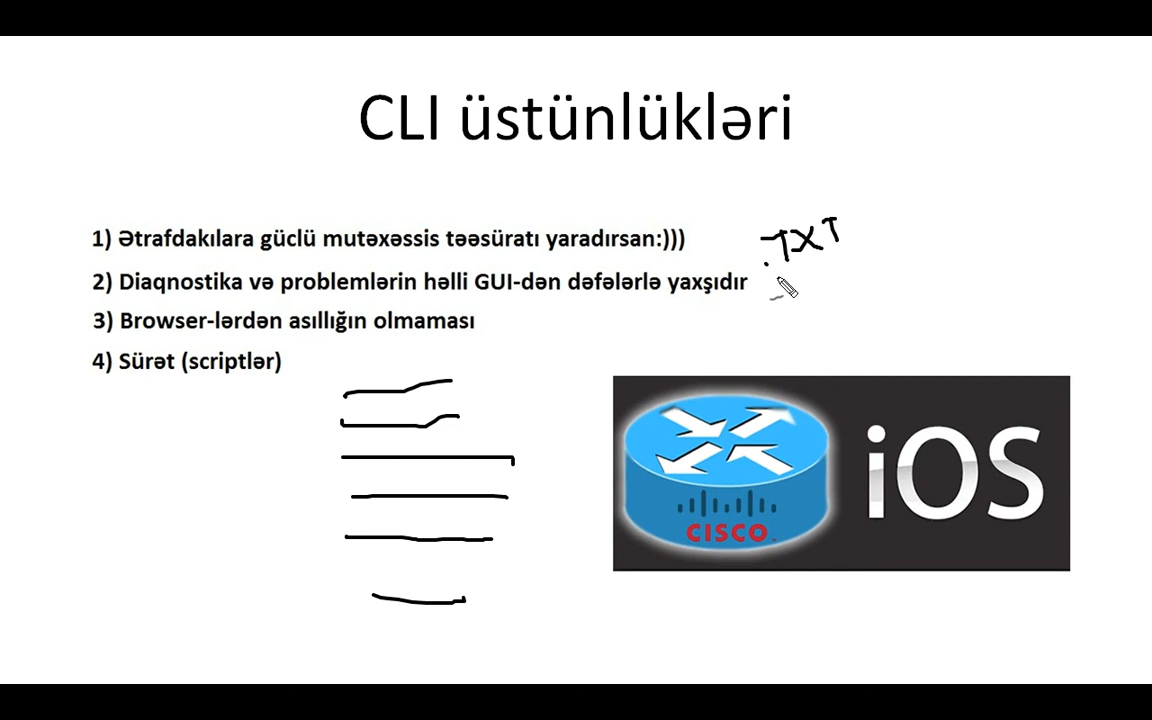 CLI üstünlükləri
1) Ətrafdakılara güclü mutəxəssis təəsüratı yaradırsan:)))
.TXT
2) Diaqnostika və problemlərin həlli GUI-dən dəfələrlə yaxşıdır
3) Browser-lərdən asıllığın olmaması
4) Sürət (scriptlər)
CISCO
iOS